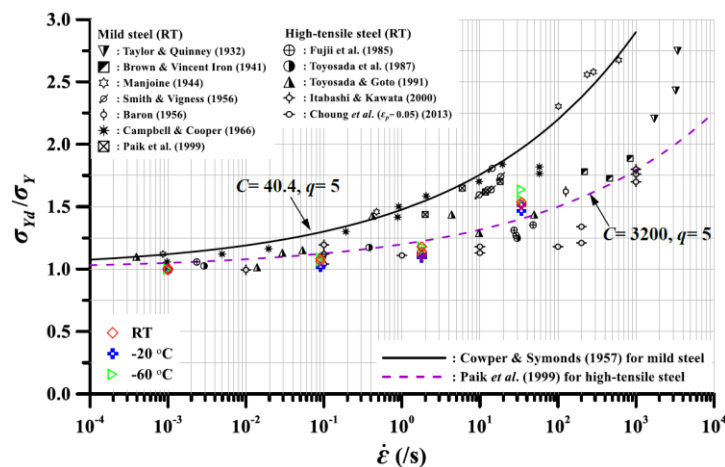 3.0
2.5
2.0
1.5
1.0
0.5
0.0
σYd/σY
Mild steel (RT)
: Taylor & Quinney (1932)
: Brown & Vincent Iron (1941)
: Manjoine (1944)
: Smith & Vigness (1956)
: Baron (1956)
: Campbell & Cooper (1966)
: Paik et al. (1999)
High-tensile steel (RT)
: Fujii et al. (1985)
: Toyosada et al. (1987)
: Toyosada & Goto (1991)
: Itabashi & Kawata (2000)
: Choung et al. (εp=0.05) (2013)
C= 40.4, q= 5
C= 3200, q= 5
RT
-20 °C
-60 °C
: Cowper & Symonds (1957) for mild steel
: Paik et al. (1999) for high-tensile steel
10-4 10-3 10-2 10-1 100 101 102 103 104
ε̇ (/s)